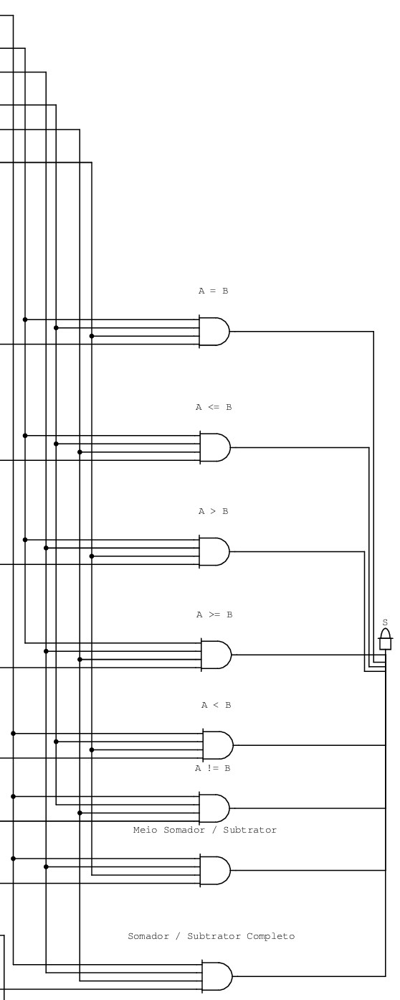 A = B
A <= B
A > B
A >= B
S
A < B
A != B
Meio Somador / Subtrator
Somador / Subtrator Completo